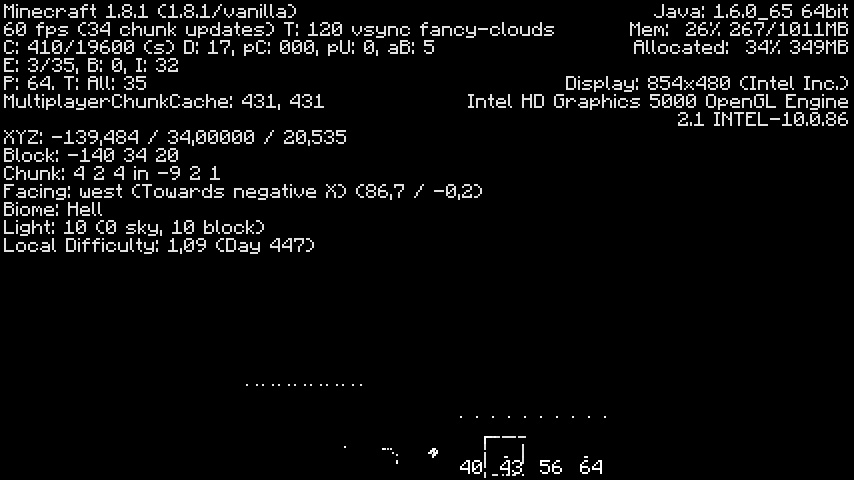 Minecraft 1.8.1 (1.8.1/vanilla)
60 fps (34 chunk updates) T: 120 vsync fancy-clouds
C: 410/19600 (s) D: 17, pC: 000, pU: 0, aB: 5
E: 3/35, B: 0, I: 32
P: 64. T: All: 35
MultiplayerChunkCache: 431, 431
XYZ: -139,484 / 34,00000 / 20,535
Block: -140 34 20
Chunk: 4 2 4 in -9 2 1
Facing: west (Towards negative X) (86,7 / -0,2)
Biome: Hell
Light: 10 (0 sky, 10 block)
Local Difficulty: 1,09 (Day 447)
Java: 1.6.0_65 64bit
Mem: 26% 267/1011MB
Allocated: 34% 349MB
Display: 854x480 (Intel Inc.)
Intel HD Graphics 5000 OpenGL Engine
2.1 INTEL-10.0.86
40 43 56 64